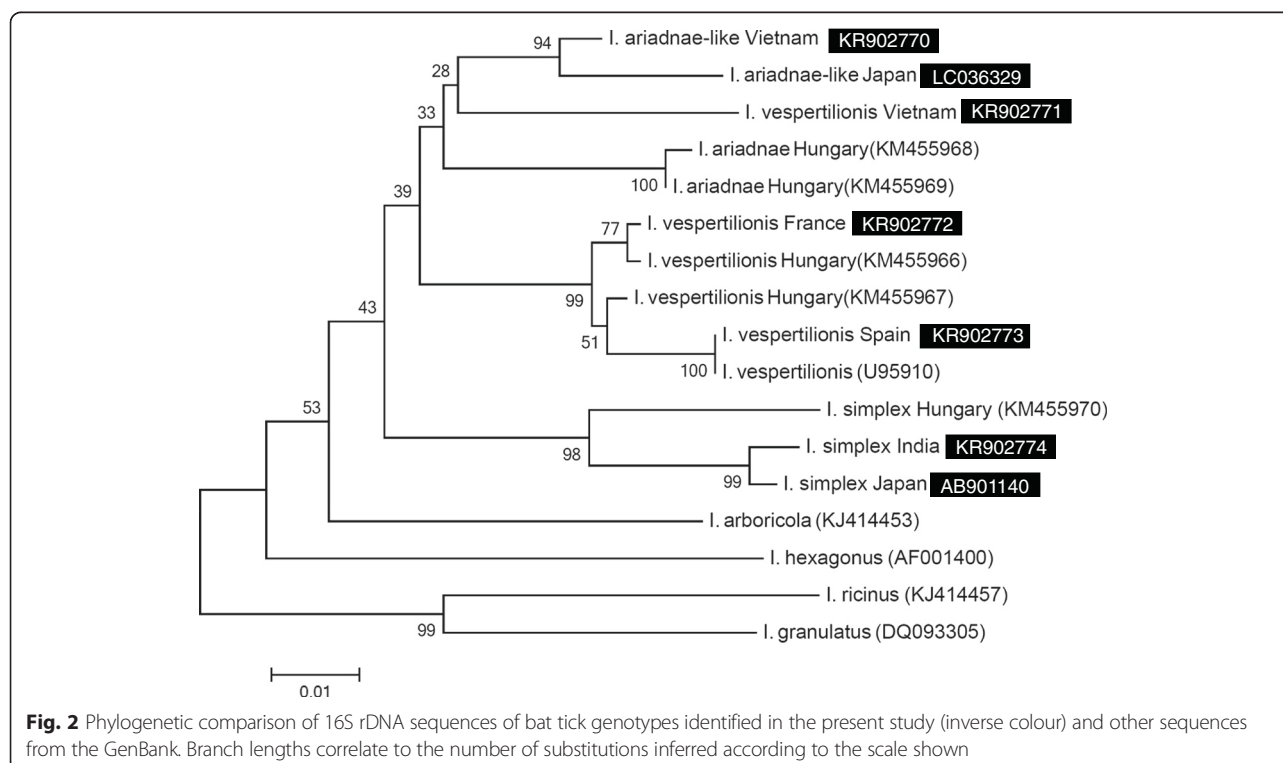 94 I. ariadnae-like Vietnam KR902770
28 I. ariadnae-like Japan LC036329
33 I. vespertilionis Vietnam KR902771
I. ariadnae Hungary(KM455968)
39 100 I. ariadnae Hungary(KM455969)
77 I. vespertilionis France KR902772
I. vespertilionis Hungary(KM455966)
43 99 I. vespertilionis Hungary(KM455967)
51 I. vespertilionis Spain KR902773
100 I. vespertilionis (U95910)
53 I. simplex Hungary (KM455970)
98 I. simplex India KR902774
99 I. simplex Japan AB901140
I. arboricola (KJ414453)
I. hexagonus (AF001400)
I. ricinus (KJ414457)
99 I. granulatus (DQ093305)
0.01
Fig. 2 Phylogenetic comparison of 16S rDNA sequences of bat tick genotypes identified in the present study (inverse colour) and other sequences
from the GenBank. Branch lengths correlate to the number of substitutions inferred according to the scale shown